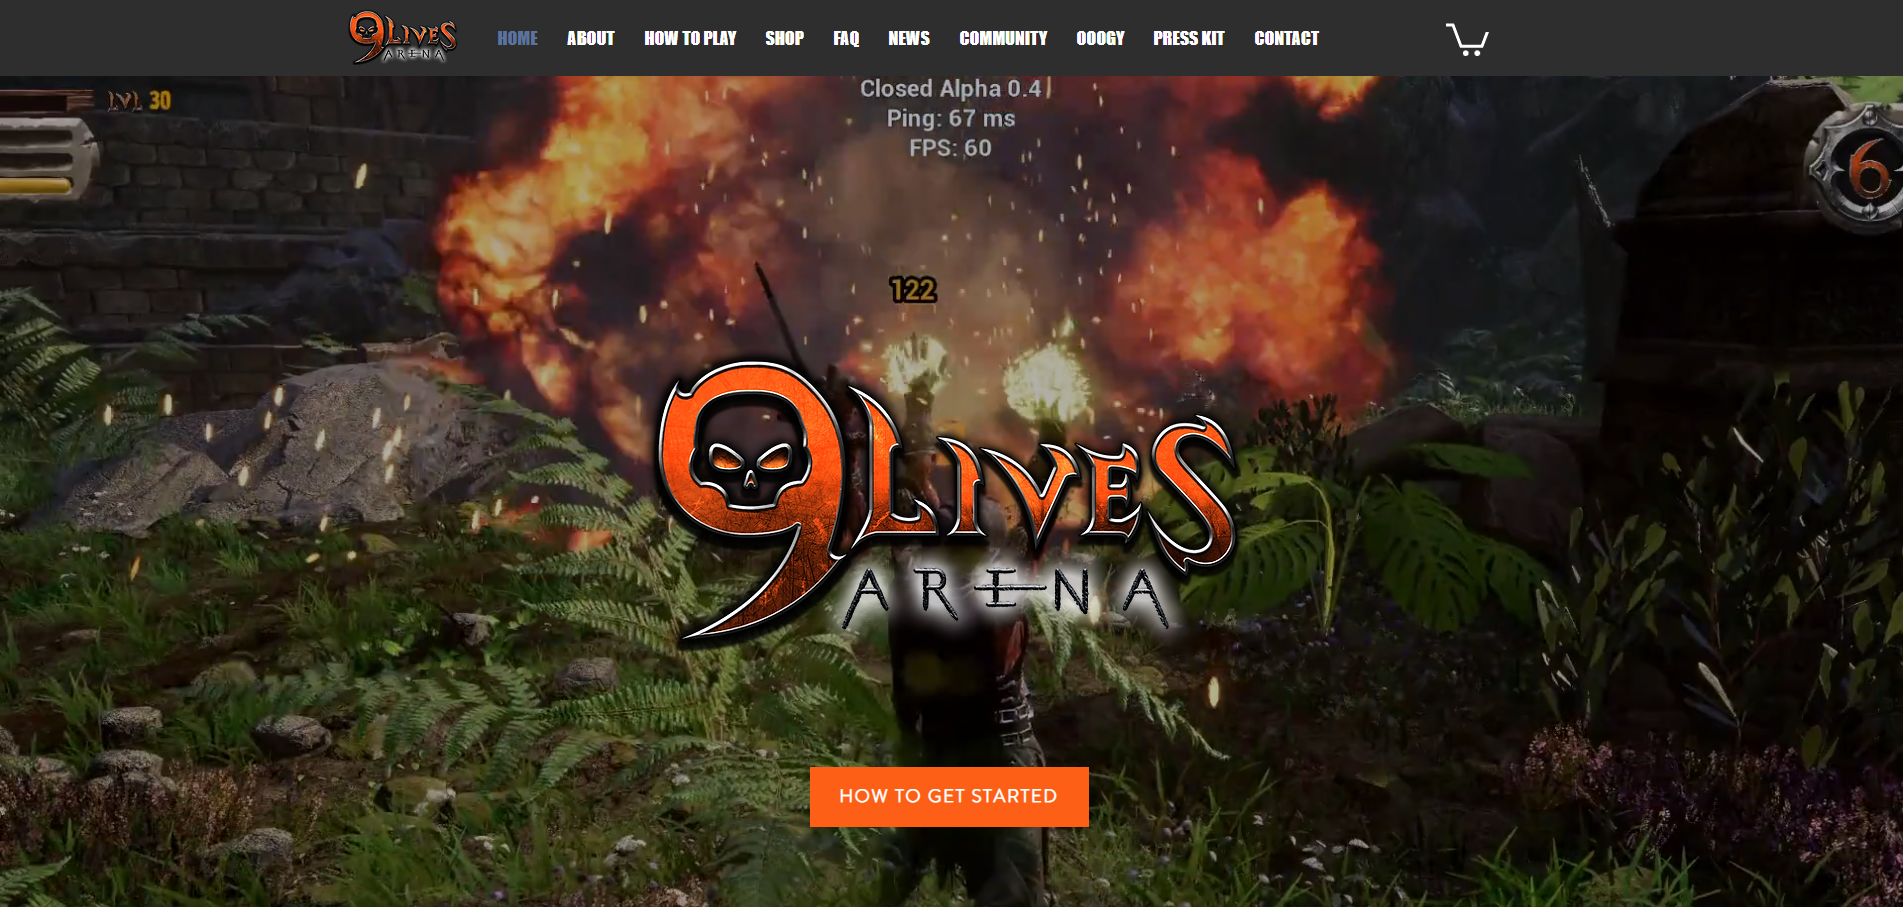 9LIVES
ARENA
HOME ABOUT HOW TO PLAY SHOP FAQ NEWS COMMUNITY OOOGY PRESS KIT CONTACT
LVL 30
Closed Alpha 0.4
Ping: 67 ms
FPS: 60
6
122
9LIVES
ARENA
HOW TO GET STARTED